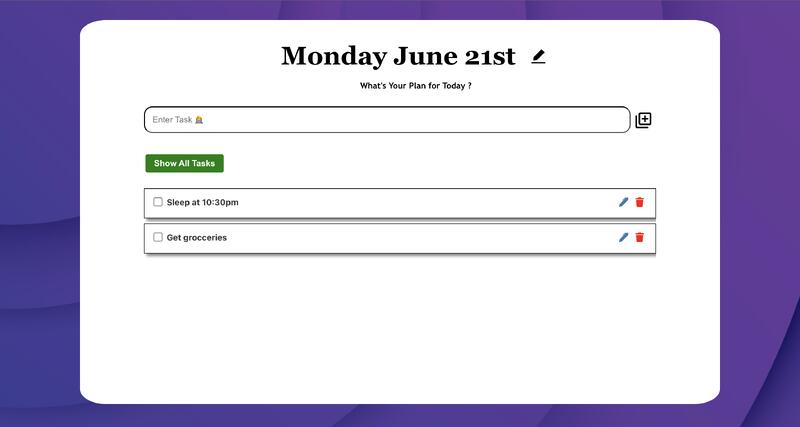 Monday June 21st
What's Your Plan for Today ?
Enter Task
Show All Tasks
Sleep at 10:30pm
Get grocceries